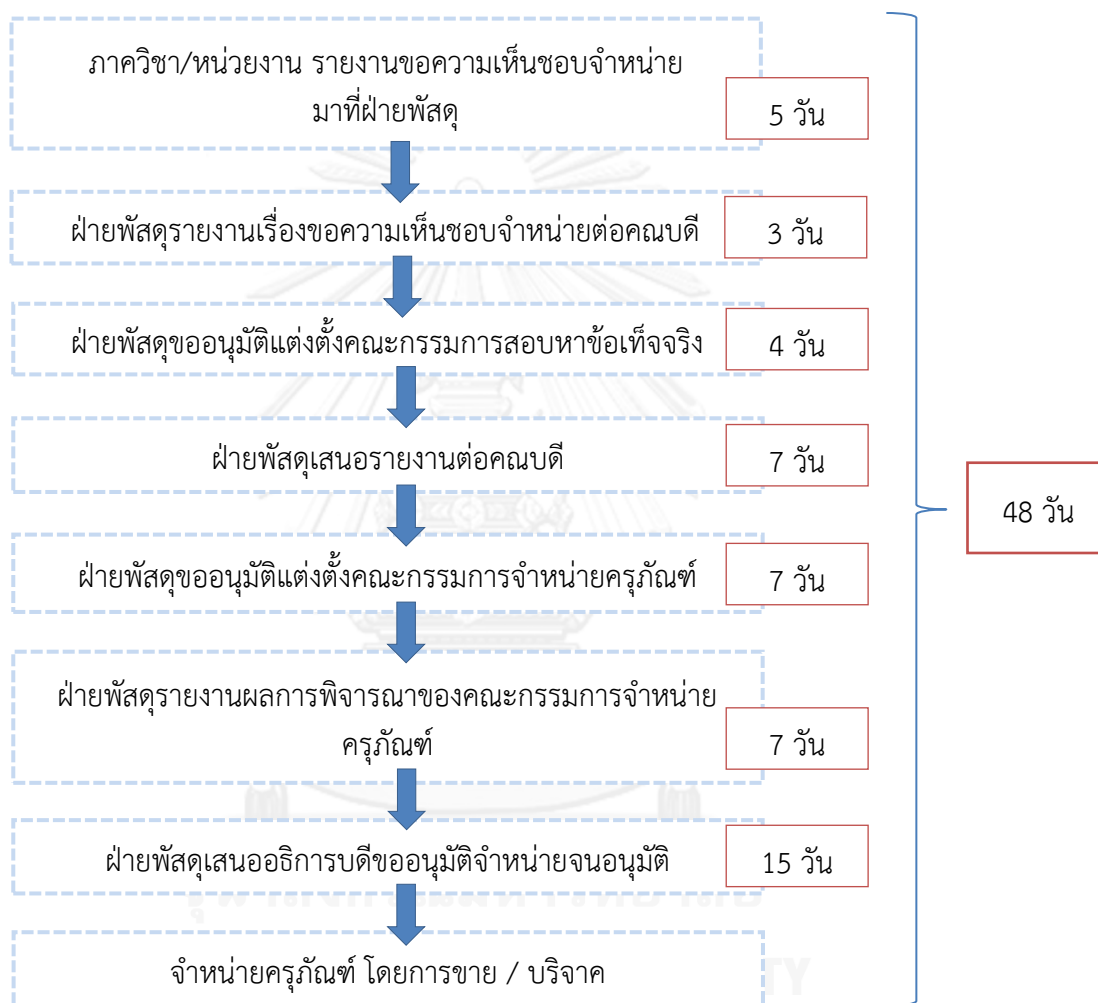 ภาควิชา/หน่วยงาน รายงานขอความเห็นชอบจำหน่าย
มาที่ฝ่ายพัสดุ
5 วัน
ฝ่ายพัสดุรายงานเรื่องขอความเห็นชอบจำหน่ายต่อคณบดี
3 วัน
ฝ่ายพัสดุขออนุมัติแต่งตั้งคณะกรรมการสอบหาข้อเท็จจริง
4 วัน
ฝ่ายพัสดุเสนอรายงานต่อคณบดี
7 วัน
48 วัน
ฝ่ายพัสดุขออนุมัติแต่งตั้งคณะกรรมการจำหน่ายครุภัณฑ์
7 วัน
ฝ่ายพัสดุรายงานผลการพิจารณาของคณะกรรมการจำหน่าย
ครุภัณฑ์
7 วัน
ฝ่ายพัสดุเสนออธิการบดีขออนุมัติจำหน่ายจนอนุมัติ
15 วัน
จำหน่ายครุภัณฑ์ โดยการขาย / บริจาค